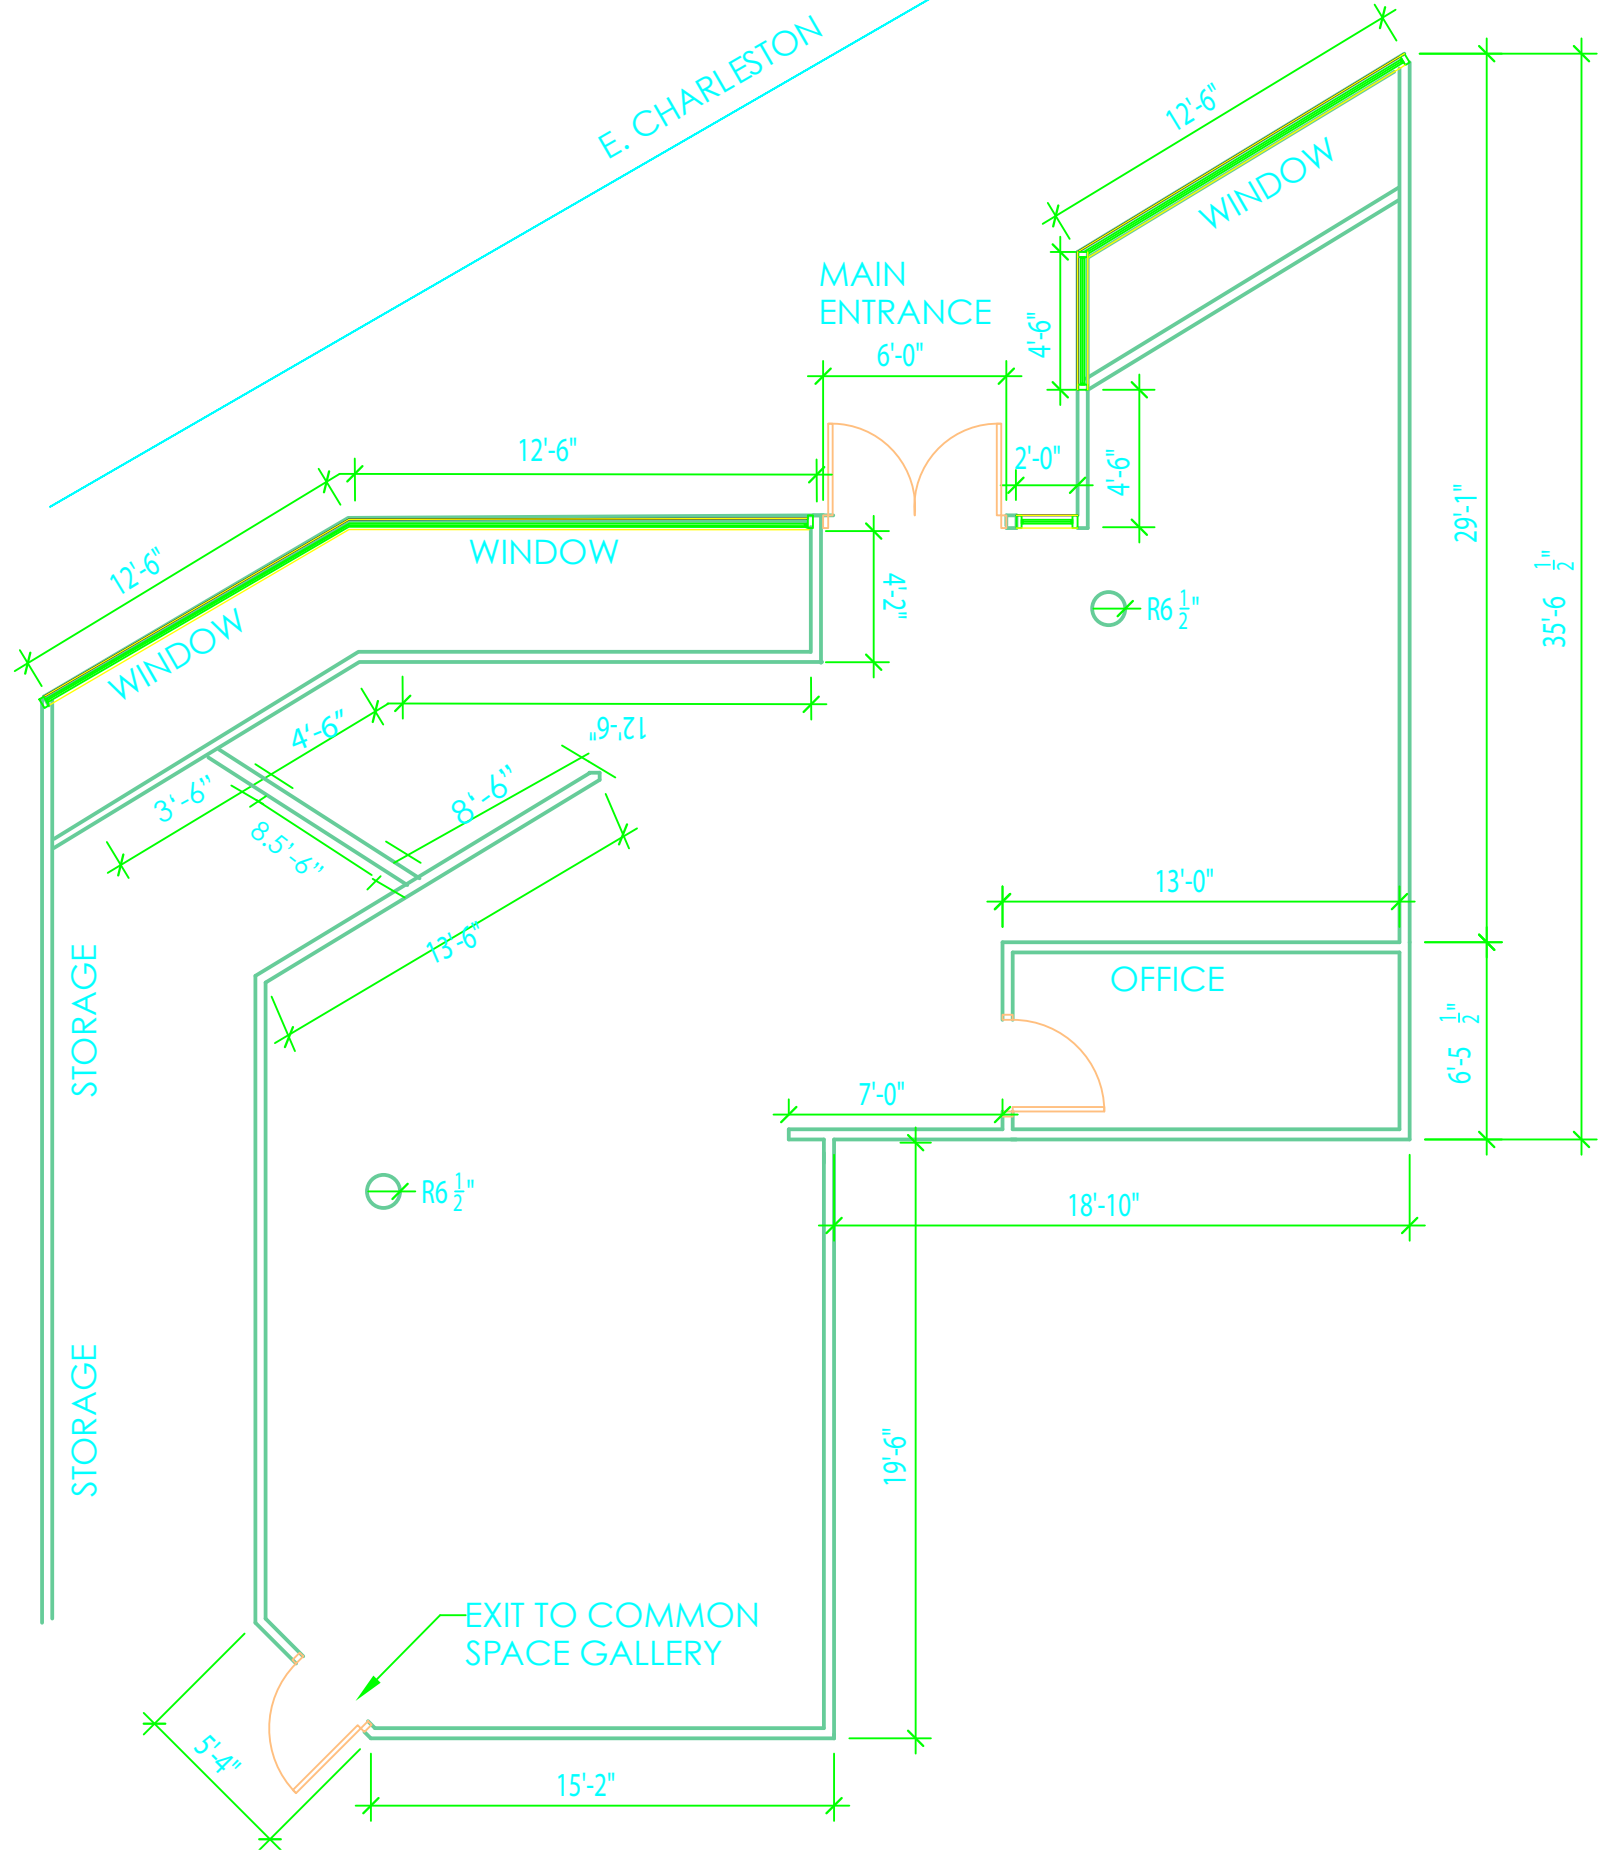 E. CHARLESTON
12'-6"
WINDOW
MAIN
ENTRANCE
6'-0"
4'-6"
12'-6"
2'-0"
4'-6"
29'-1"
35'-6 1/2"
WINDOW
12'-6"
WINDOW
4'-2"
R6 1/2"
12'-6"
4'-6"
3'-6"
8'-6"
8.5'-6"
13'-6"
13'-0"
OFFICE
STORAGE
6'-5 1/2"
7'-0"
R6 1/2"
18'-10"
STORAGE
19'-6"
EXIT TO COMMON
SPACE GALLERY
5'-4"
15'-2"